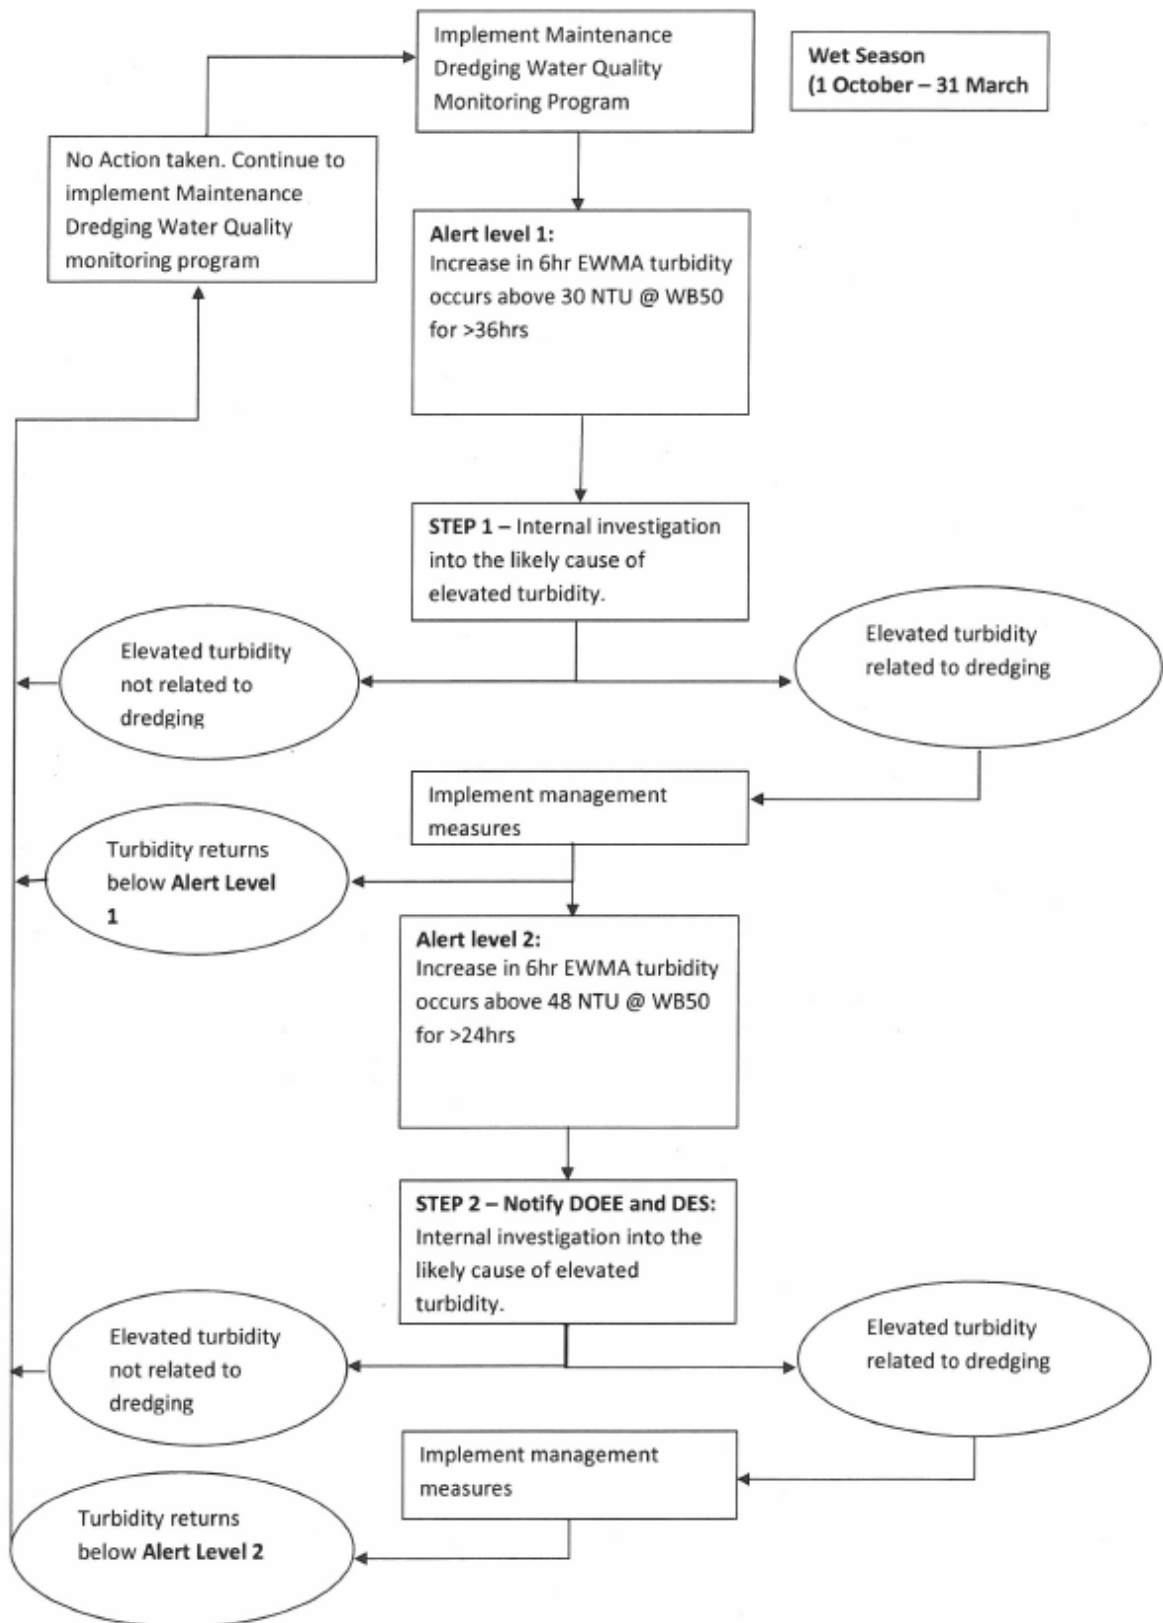 Implement Maintenance
Dredging Water Quality
Monitoring Program
Wet Season
(1 October – 31 March
No Action taken. Continue to
implement Maintenance
Dredging Water Quality
monitoring program
Alert level 1:
Increase in 6hr EWMA turbidity
occurs above 30 NTU @ WB50
for >36hrs
STEP 1 – Internal investigation
into the likely cause of
elevated turbidity.
Elevated turbidity
not related to
dredging
Elevated turbidity
related to dredging
Implement management
measures
Turbidity returns
below Alert Level
1
Alert level 2:
Increase in 6hr EWMA turbidity
occurs above 48 NTU @ WB50
for >24hrs
STEP 2 – Notify DOEE and DES:
Internal investigation into the
likely cause of elevated
turbidity.
Elevated turbidity
not related to
dredging
Elevated turbidity
related to dredging
Implement management
measures
Turbidity returns
below Alert Level 2